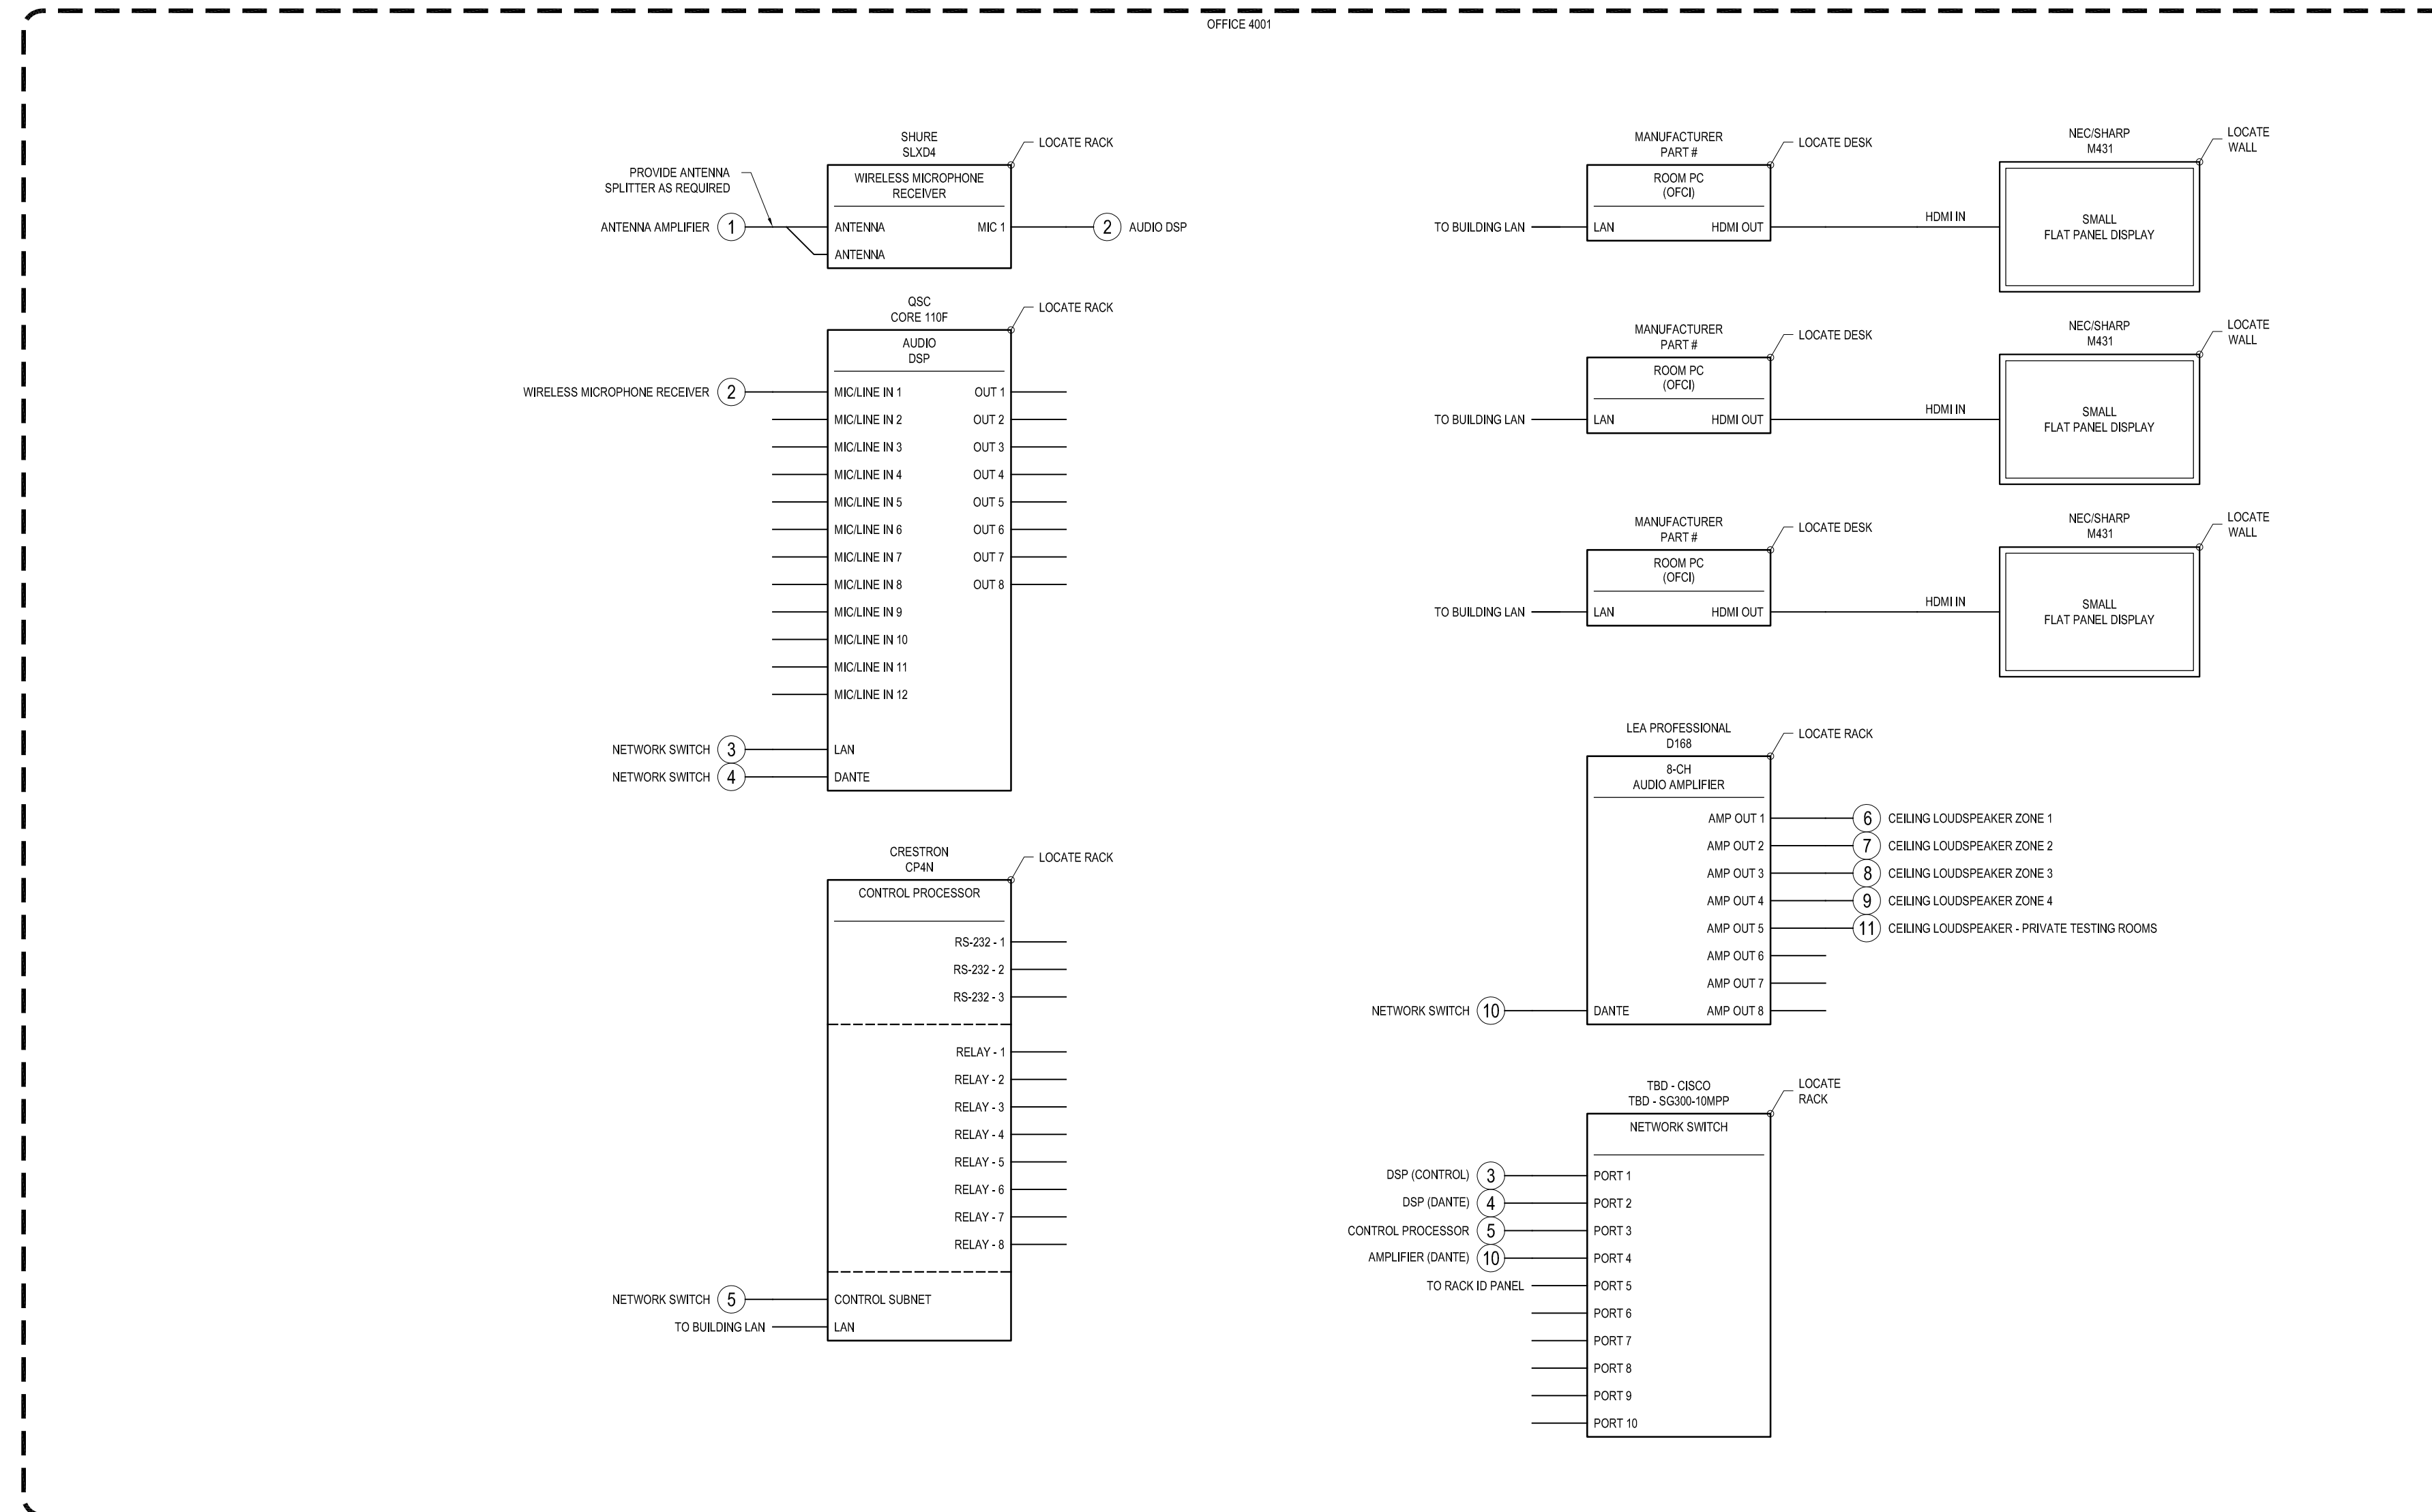 OFFICE 4001
SHURE
SLXD4
LOCATE RACK
PROVIDE ANTENNA
SPLITTER AS REQUIRED
WIRELESS MICROPHONE
RECEIVER
ANTENNA AMPLIFIER 1 ANTENNA MIC 1 2 AUDIO DSP
ANTENNA
QSC
CORE 110F
LOCATE RACK
AUDIO
DSP
WIRELESS MICROPHONE RECEIVER 2 MIC/LINE IN 1 OUT 1
MIC/LINE IN 2 OUT 2
MIC/LINE IN 3 OUT 3
MIC/LINE IN 4 OUT 4
MIC/LINE IN 5 OUT 5
MIC/LINE IN 6 OUT 6
MIC/LINE IN 7 OUT 7
MIC/LINE IN 8 OUT 8
MIC/LINE IN 9
MIC/LINE IN 10
MIC/LINE IN 11
MIC/LINE IN 12
NETWORK SWITCH 3 LAN
NETWORK SWITCH 4 DANTE
CRESTRON
CP4N
LOCATE RACK
CONTROL PROCESSOR
RS-232 - 1
RS-232 - 2
RS-232 - 3
RELAY - 1
RELAY - 2
RELAY - 3
RELAY - 4
RELAY - 5
RELAY - 6
RELAY - 7
RELAY - 8
NETWORK SWITCH 5 CONTROL SUBNET
TO BUILDING LAN LAN
MANUFACTURER
PART #
LOCATE DESK
ROOM PC
(OFCI)
TO BUILDING LAN LAN HDMI OUT HDMI IN
NEC/SHARP
M431
LOCATE
WALL
SMALL
FLAT PANEL DISPLAY
MANUFACTURER
PART #
LOCATE DESK
ROOM PC
(OFCI)
TO BUILDING LAN LAN HDMI OUT HDMI IN
NEC/SHARP
M431
LOCATE
WALL
SMALL
FLAT PANEL DISPLAY
MANUFACTURER
PART #
LOCATE DESK
ROOM PC
(OFCI)
TO BUILDING LAN LAN HDMI OUT HDMI IN
NEC/SHARP
M431
LOCATE
WALL
SMALL
FLAT PANEL DISPLAY
LEA PROFESSIONAL
D168
LOCATE RACK
8-CH
AUDIO AMPLIFIER
AMP OUT 1 6 CEILING LOUDSPEAKER ZONE 1
AMP OUT 2 7 CEILING LOUDSPEAKER ZONE 2
AMP OUT 3 8 CEILING LOUDSPEAKER ZONE 3
AMP OUT 4 9 CEILING LOUDSPEAKER ZONE 4
AMP OUT 5 11 CEILING LOUDSPEAKER - PRIVATE TESTING ROOMS
AMP OUT 6
AMP OUT 7
NETWORK SWITCH 10 DANTE AMP OUT 8
TBD - CISCO
TBD - SG300-10MPP
LOCATE
RACK
NETWORK SWITCH
DSP (CONTROL) 3 PORT 1
DSP (DANTE) 4 PORT 2
CONTROL PROCESSOR 5 PORT 3
AMPLIFIER (DANTE) 10 PORT 4
TO RACK ID PANEL PORT 5
PORT 6
PORT 7
PORT 8
PORT 9
PORT 10